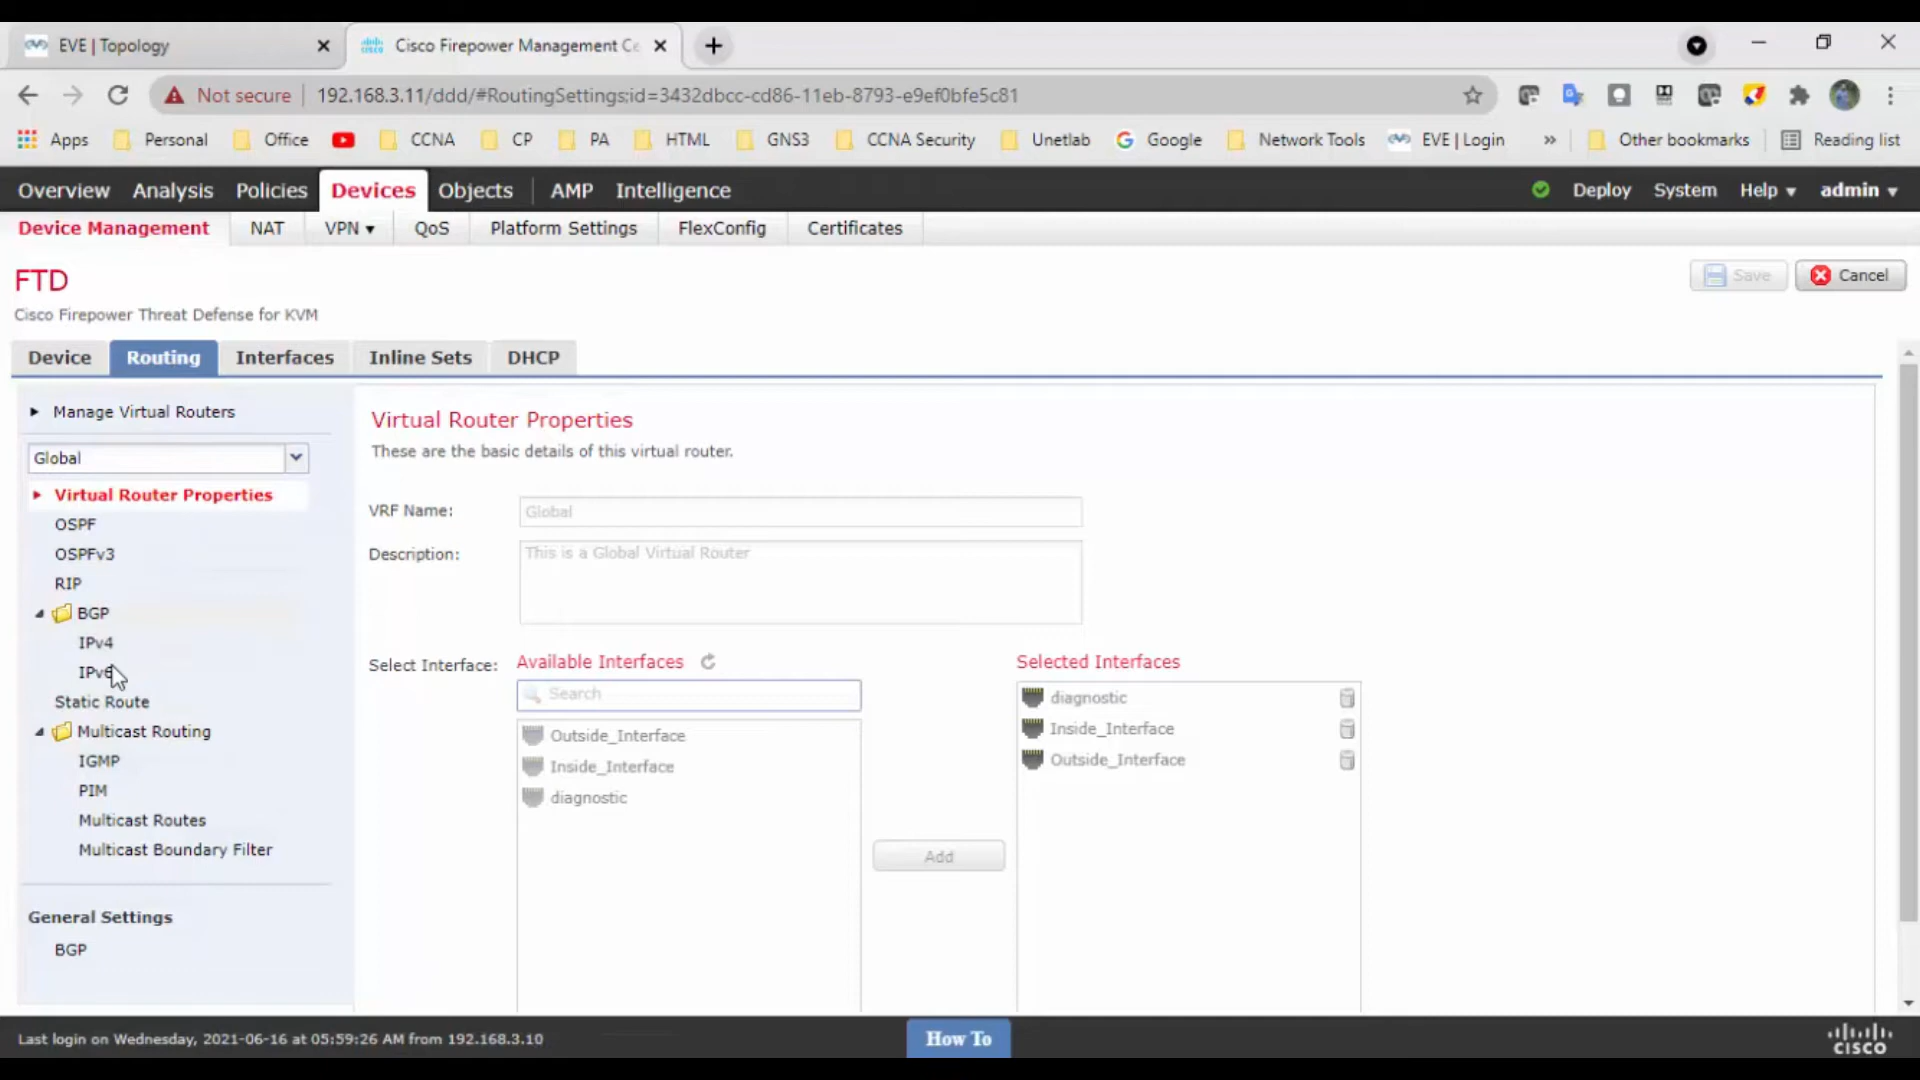 EVE | Topology
Cisco Firepower Management Ce
Not secure
192.168.3.11/ddd/#RoutingSettings;id=3432dbcc-cd86-11eb-8793-e9ef0bfe5c81
Apps Personal Office CCNA CP PA HTML GNS3 CCNA Security Unetlab Google Network Tools EVE | Login » Other bookmarks Reading list
Overview Analysis Policies Devices Objects AMP Intelligence Deploy System Help admin
Device Management NAT VPN QoS Platform Settings FlexConfig Certificates
FTD
Save Cancel
Cisco Firepower Threat Defense for KVM
Device Routing Interfaces Inline Sets DHCP
Manage Virtual Routers
Global
Virtual Router Properties
OSPF
OSPFv3
RIP
BGP
IPv4
IPv6
Static Route
Multicast Routing
IGMP
PIM
Multicast Routes
Multicast Boundary Filter
General Settings
BGP
Virtual Router Properties
These are the basic details of this virtual router.
VRF Name: Global
Description: This is a Global Virtual Router
Select Interface: Available Interfaces
Search
Outside_Interface
Inside_Interface
diagnostic
Add
Selected Interfaces
diagnostic
Inside_Interface
Outside_Interface
Last login on Wednesday, 2021-06-16 at 05:59:26 AM from 192.168.3.10
How To
CISCO